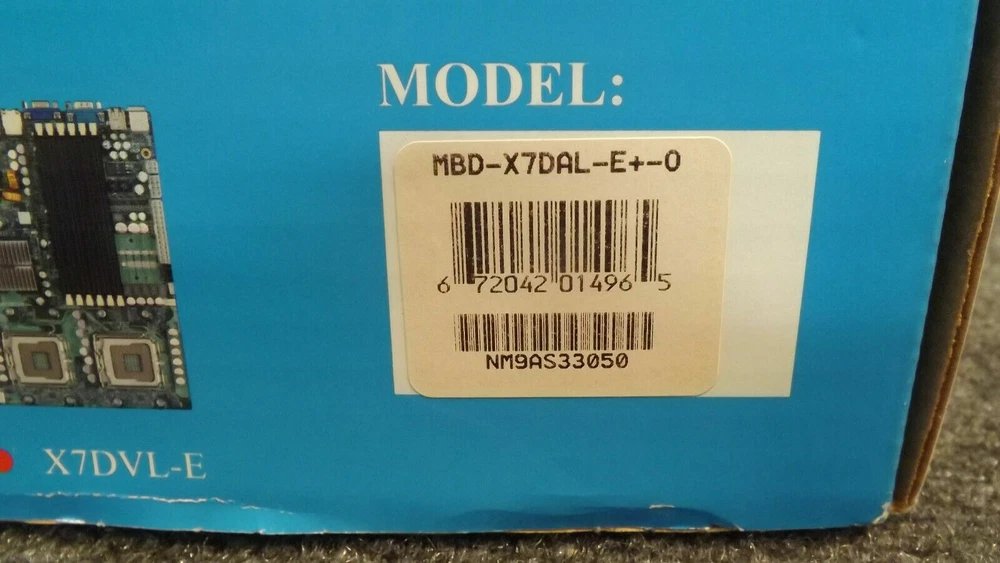 MODEL:
MBD-X7DAL-E+-O
6 72042 01496 5
NM9AS33050
X7DVL-E